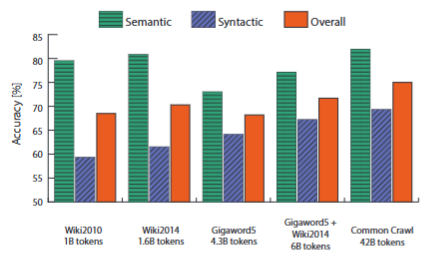 Semantic Syntactic Overall
85
80
75
70
65
60
55
50
Accuracy [%]
Wiki2010
1B tokens
Wiki2014
1.6B tokens
Gigaword5
4.3B tokens
Gigaword5 +
Wiki2014
6B tokens
Common Crawl
42B tokens